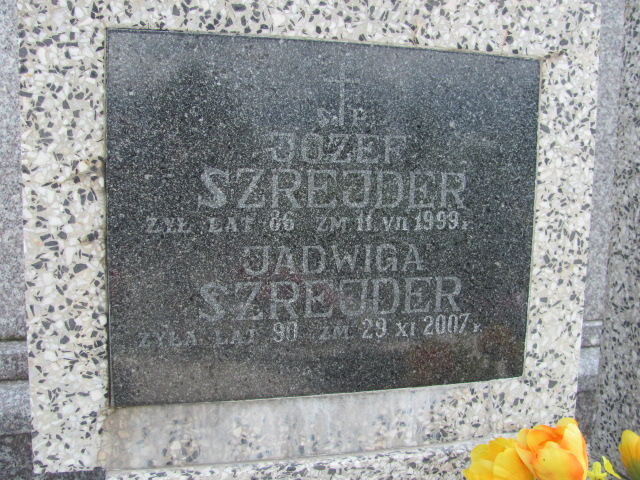 Ś.P.
JÓZEF
SZREJDER
ŻYŁ LAT 86 ZM 11 VII 1999 r
JADWIGA
SZREJDER
ŻYŁA LAT 90 ZM 29 XI 2007 r